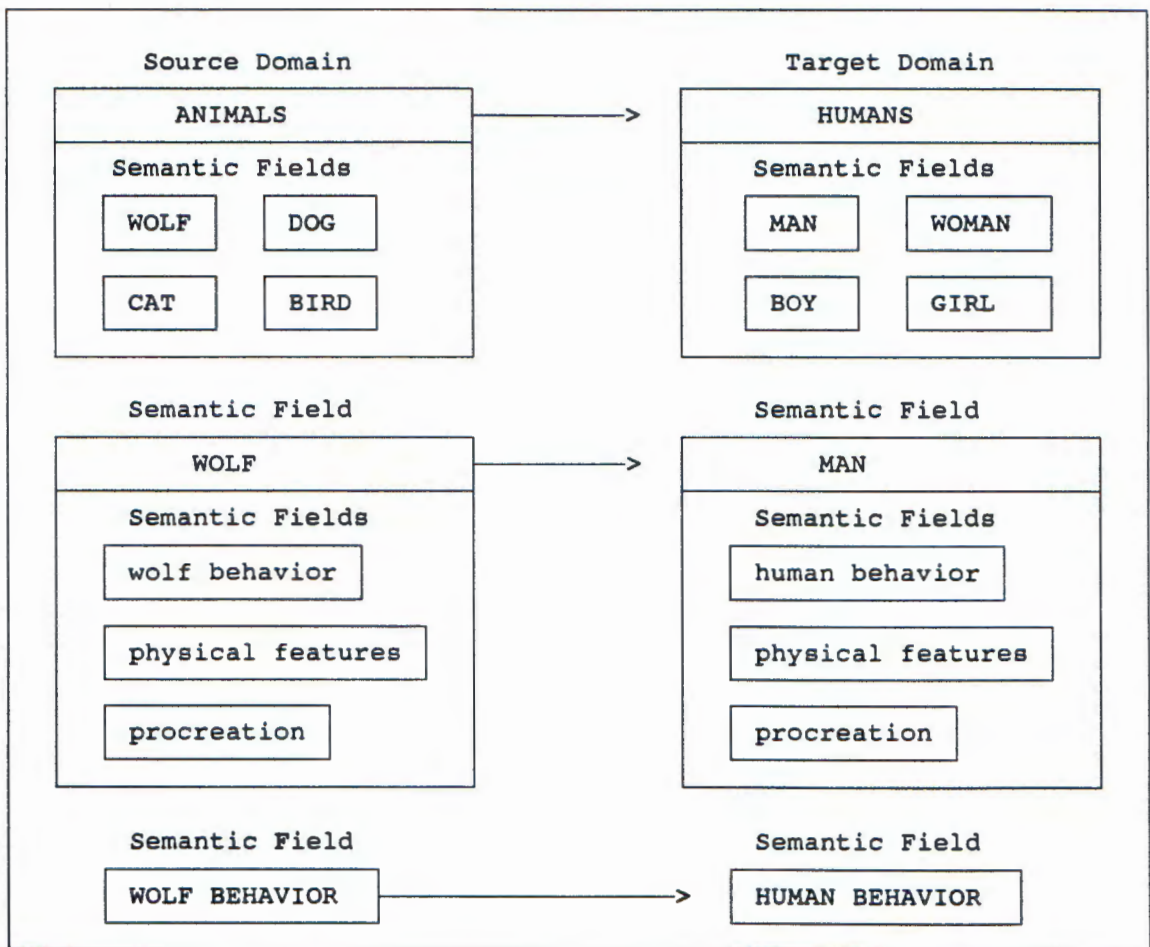 Source Domain
Target Domain
ANIMALS
HUMANS
Semantic Fields
Semantic Fields
WOLF
DOG
MAN
WOMAN
CAT
BIRD
BOY
GIRL
Semantic Field
Semantic Field
WOLF
MAN
Semantic Fields
Semantic Fields
wolf behavior
human behavior
physical features
physical features
procreation
procreation
Semantic Field
Semantic Field
WOLF BEHAVIOR
HUMAN BEHAVIOR